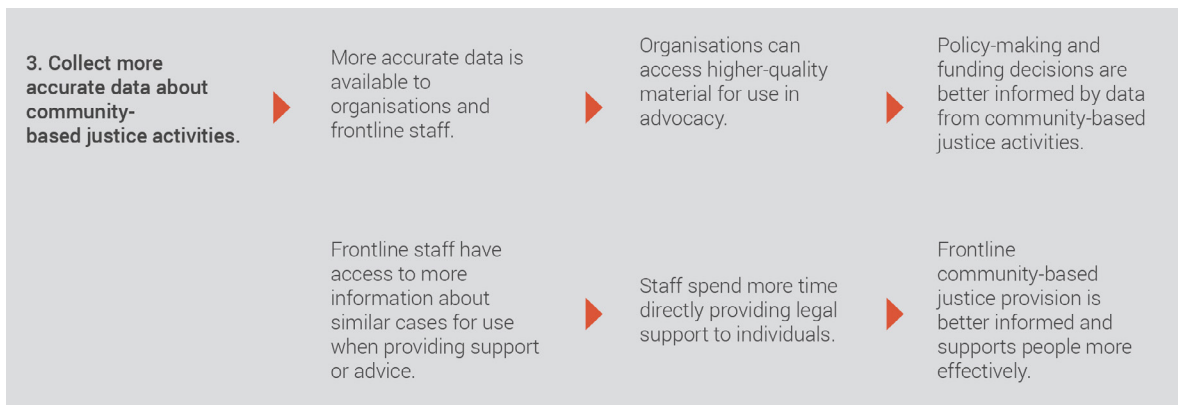 3. Collect more
accurate data about
community-
based justice activities.
More accurate data is
available to
organisations and
frontline staff.
Organisations can
access higher-quality
material for use in
advocacy.
Policy-making and
funding decisions are
better informed by data
from community-based
justice activities.
Frontline staff have
access to more
information about
similar cases for use
when providing support
or advice.
Staff spend more time
directly providing legal
support to individuals.
Frontline
community-based
justice provision is
better informed and
supports people more
effectively.